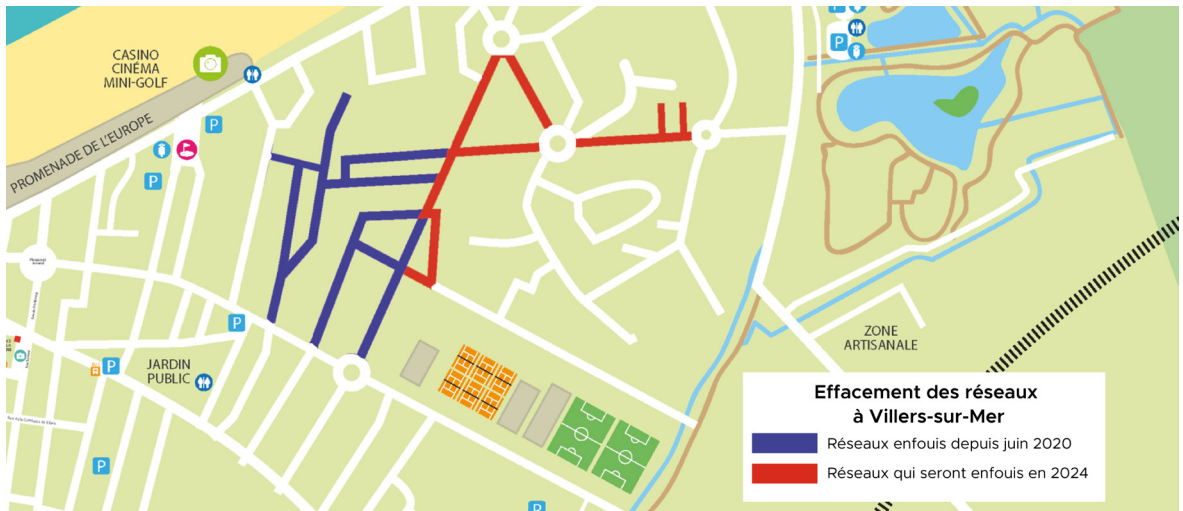 CASINO
CINÉMA
MINI-GOLF
P
P
PROMENADE DE L'EUROPE
P
P
P
JARDIN
PUBLIC
P
P
P
ZONE
ARTISANALE
Effacement des réseaux
à Villers-sur-Mer
Réseaux enfouis depuis juin 2020
Réseaux qui seront enfouis en 2024